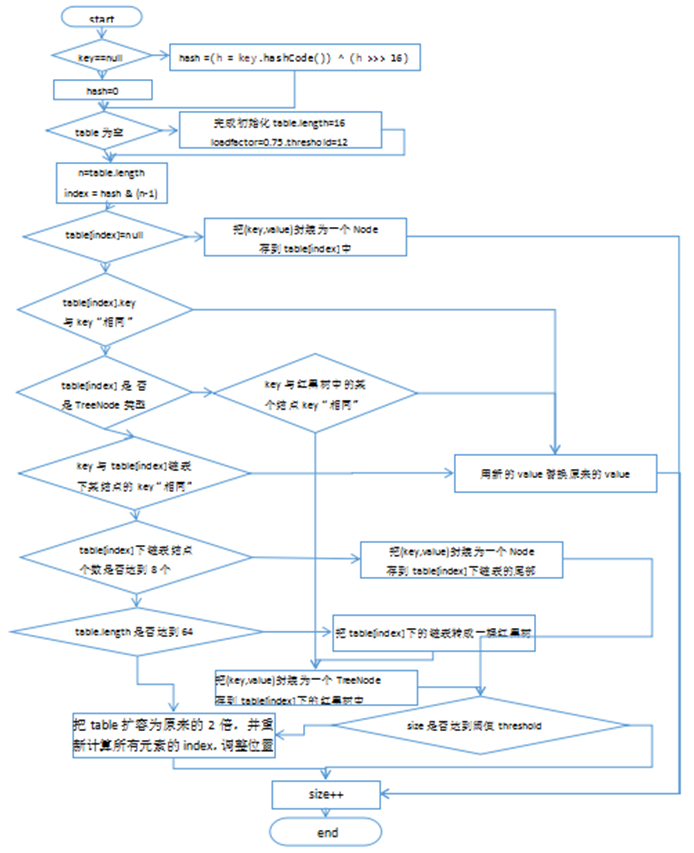 start
key==null
hash =(h = key.hashCode()) ^ (h >>> 16)
hash=0
table 为空
完成初始化 table.length=16
loadfactor=0.75.threshold=12
n=table.length
index = hash & (n-1)
table[index]=null
把(key,value)封装为一个 Node
存到 table[index]中
table[index].key
与 key“相同”
table[index] 是 否
是 TreeNode 类型
key 与红黑树中的某
个结点 key“相同”
key 与 table[index]链表
下某结点的 key“相同”
用新的 value 替换原来的 value
table[index]下链表结点
个数是否达到 8 个
把(key,value)封装为一个 Node
存到 table[index]下链表的尾部
table.length 是否达到 64
把 table[index]下的链表转成一棵红黑树
把(key,value)封装为一个 TreeNode
存到 table[index]下的红黑树中
把 table 扩容为原来的 2 倍，并重
新计算所有元素的 index，调整位置
size 是否达到阈值 threshold
size++
end